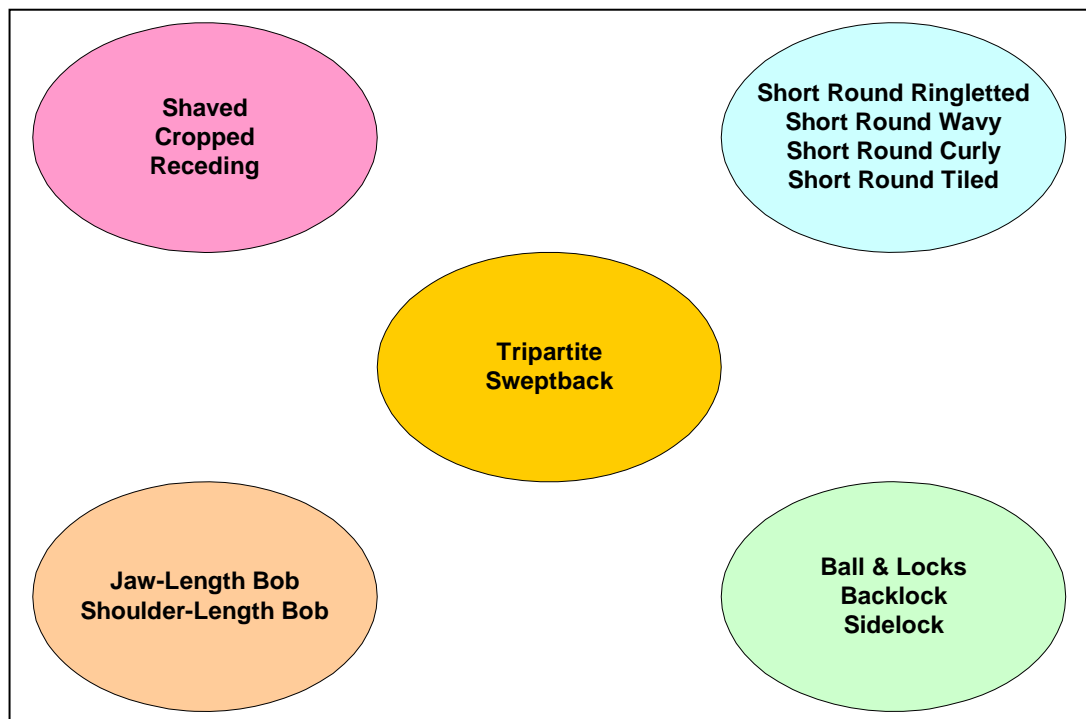 Shaved
Cropped
Receding
Short Round Ringletted
Short Round Wavy
Short Round Curly
Short Round Tiled
Tripartite
Sweptback
Jaw-Length Bob
Shoulder-Length Bob
Ball & Locks
Backlock
Sidelock